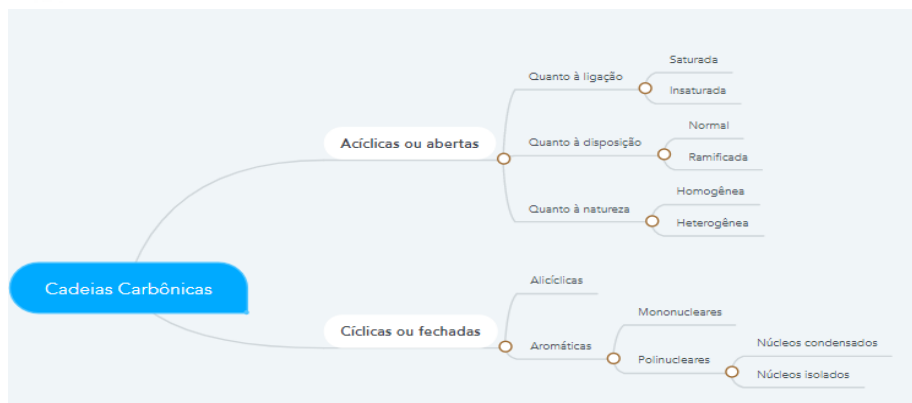 Cadeias Carbônicas
Acíclicas ou abertas
Quanto à ligação
Saturada
Insaturada
Quanto à disposição
Normal
Ramificada
Quanto à natureza
Homogênea
Heterogênea
Cíclicas ou fechadas
Alicíclicas
Aromáticas
Mononucleares
Polinucleares
Núcleos condensados
Núcleos isolados